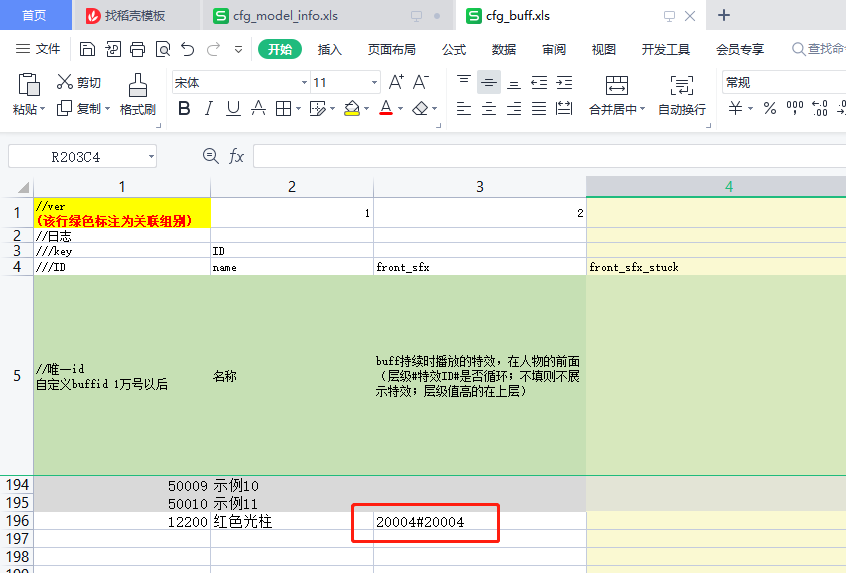 首页 找稻壳模板 cfg_model_info.xls cfg_buff.xls
文件 开始 插入 页面布局 公式 数据 审阅 视图 开发工具 会员专享 查找命
粘贴 剪切 复制 格式刷 宋体 11 A+ A- B I U A A 合并居中 自动换行 常规 ¥ % 000 .00
R203C4 fx
1 2 3 4
1 //ver
(该行绿色标注为关联组别) 1 2
2 //日志
3 ///key ID
4 ///ID name front_sfx front_sfx_stuck
5 //唯一id
自定义buffid 1万号以后 名称 buff持续时播放的特效，在人物的前面
（层级#特效ID#是否循环；不填则不展
示特效；层级值高的在上层）
194 50009 示例10
195 50010 示例11
196 12200 红色光柱 20004#20004
197
198